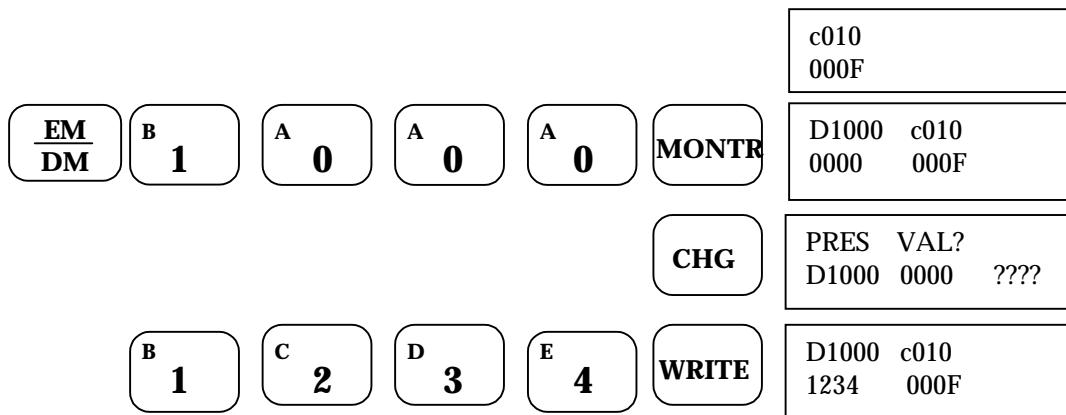 c010
000F
EM
DM
B
1
A
0
A
0
A
0
MONTR
D1000 c010
0000 000F
CHG
PRES VAL?
D1000 0000 ????
B
1
C
2
D
3
E
4
WRITE
D1000 c010
1234 000F